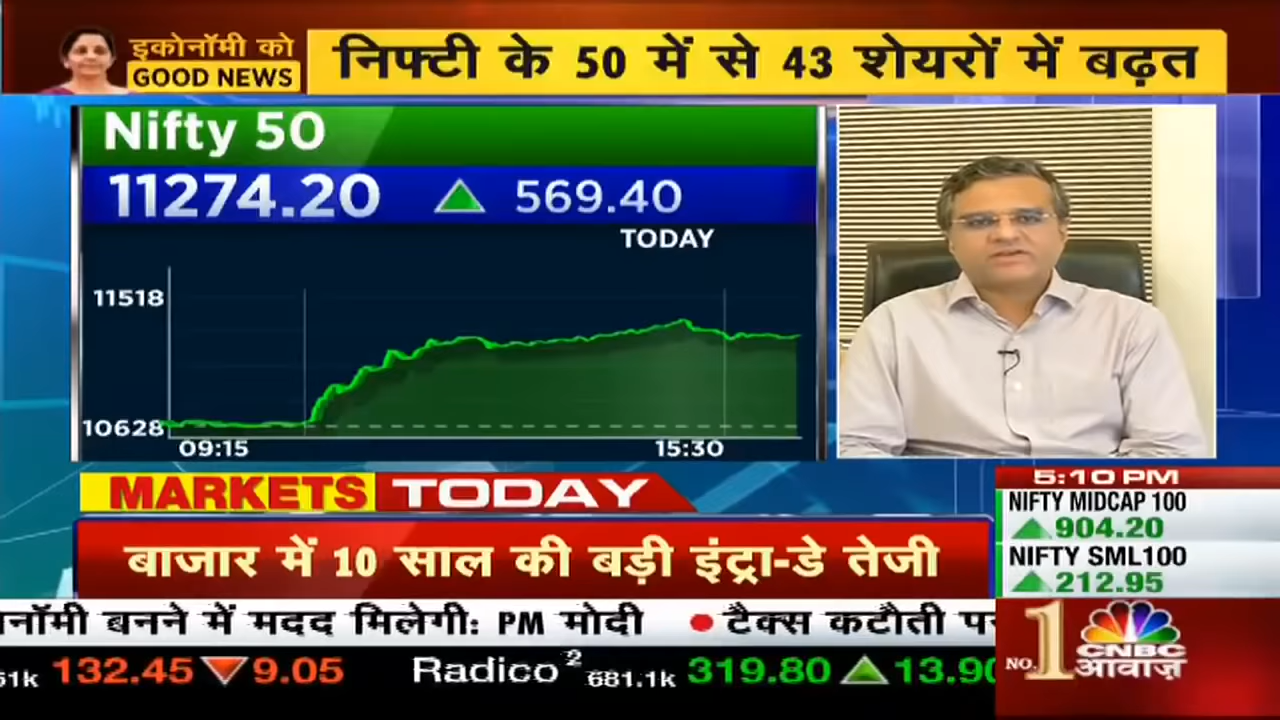 इकोनॉमी को
GOOD NEWS
निफ्टी के 50 में से 43 शेयरों में बढ़त
Nifty 50
11274.20 ▲ 569.40
TODAY
11518
10628
09:15 15:30
MARKETS TODAY
बाजार में 10 साल की बड़ी इंट्रा-डे तेजी
5:10 PM
NIFTY MIDCAP 100
▲904.20
NIFTY SML100
▲212.95
बनने में मदद मिलेगी: PM मोदी ● टैक्स कटौती
132.45 ▼ 9.05 Radico 2 681.1k 319.80 ▲ 13.90
NO.1
CNBC
आवाज़